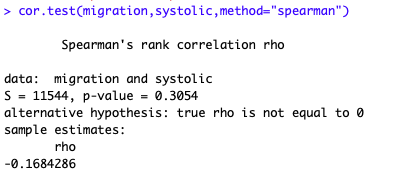 > cor.test(migration,systolic,method="spearman")
Spearman's rank correlation rho
data:  migration and systolic
S = 11544, p-value = 0.3054
alternative hypothesis: true rho is not equal to 0
sample estimates:
rho
-0.1684286